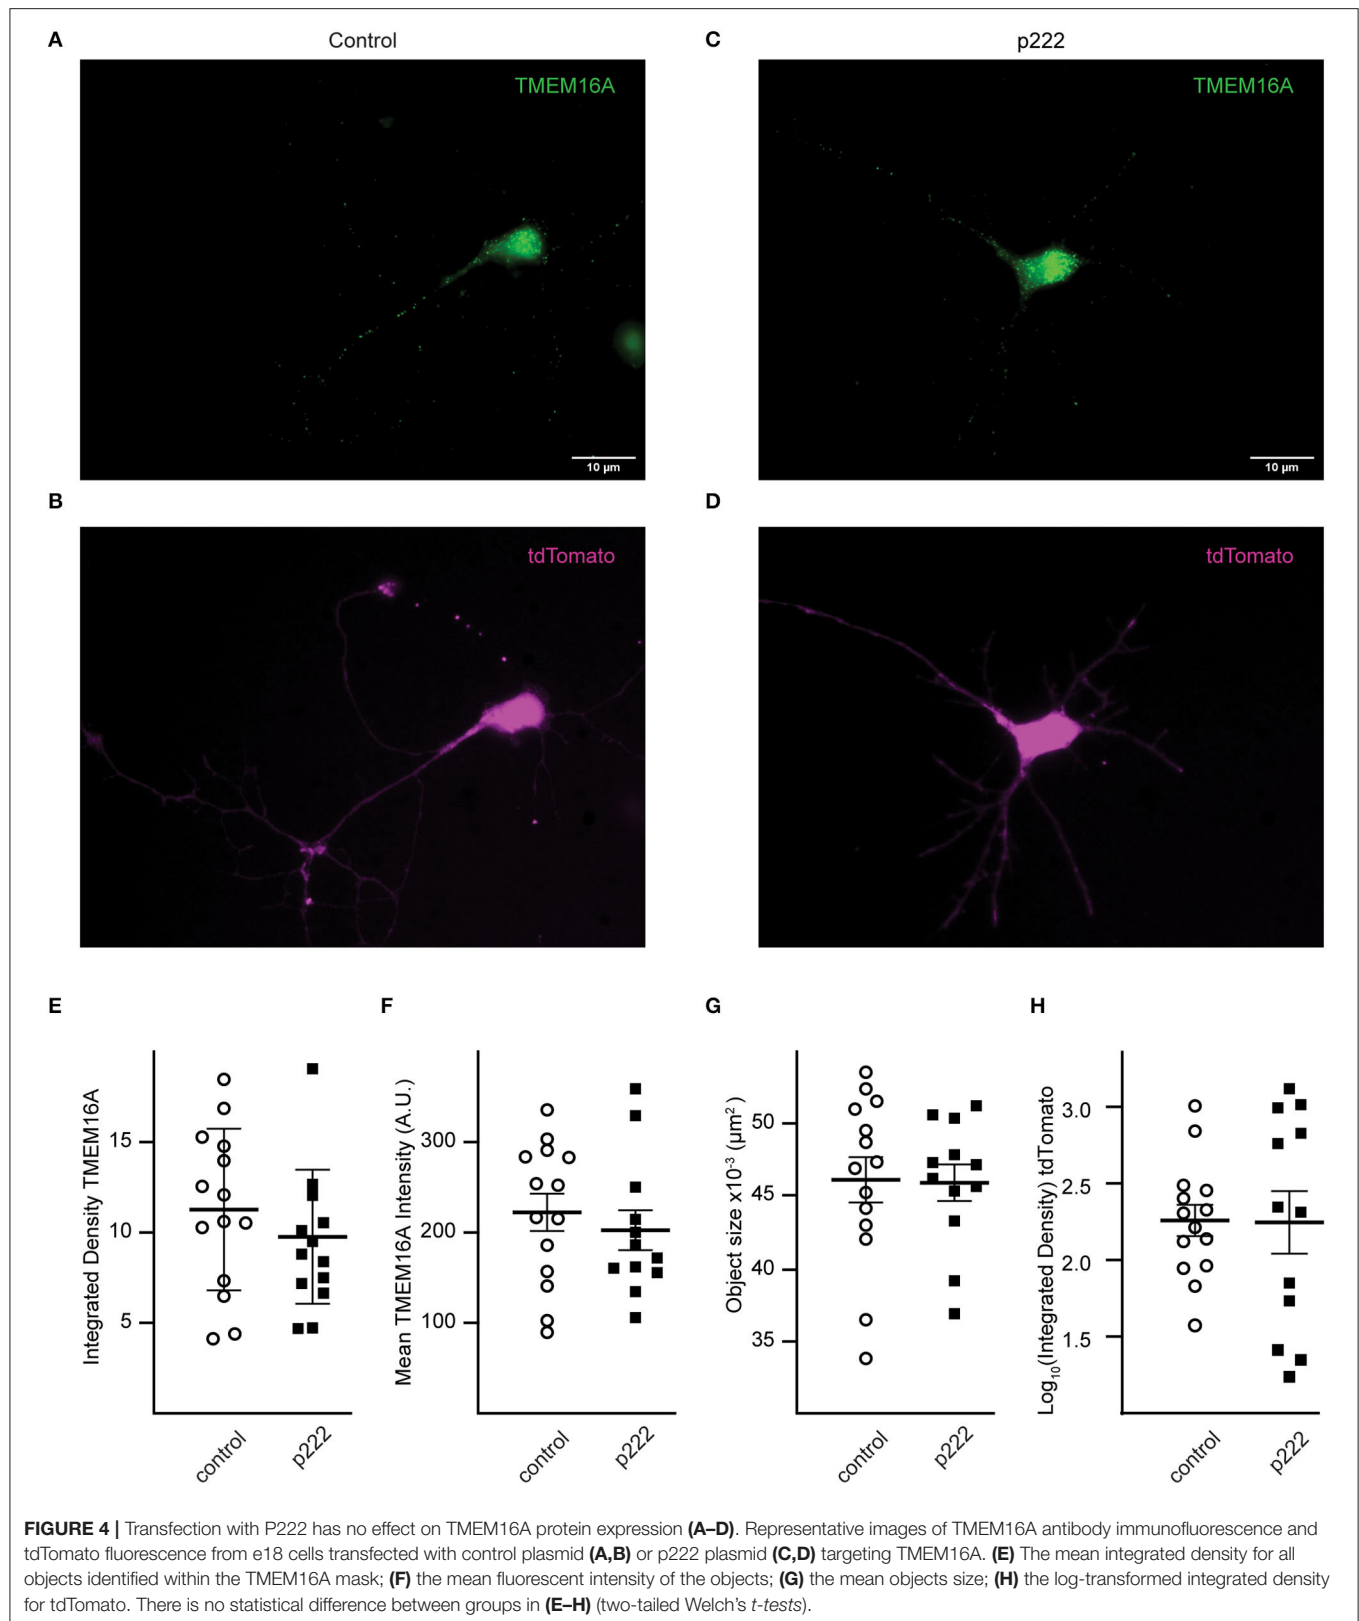 A
Control
C
p222
TMEM16A
TMEM16A
10 µm
10 µm
B
D
tdTomato
tdTomato
E
F
G
H
Integrated Density TMEM16A
15
10
5
control
p222
Mean TMEM16A Intensity (A.U.)
300
200
100
control
p222
Object size x10⁻³ (µm²)
50
45
40
35
control
p222
Log₁₀(Integrated Density) tdTomato
3.0
2.5
2.0
1.5
control
p222
FIGURE 4 | Transfection with P222 has no effect on TMEM16A protein expression (A–D). Representative images of TMEM16A antibody immunofluorescence and
tdTomato fluorescence from e18 cells transfected with control plasmid (A,B) or p222 plasmid (C,D) targeting TMEM16A. (E) The mean integrated density for all
objects identified within the TMEM16A mask; (F) the mean fluorescent intensity of the objects; (G) the mean objects size; (H) the log-transformed integrated density
for tdTomato. There is no statistical difference between groups in (E–H) (two-tailed Welch's t-tests).